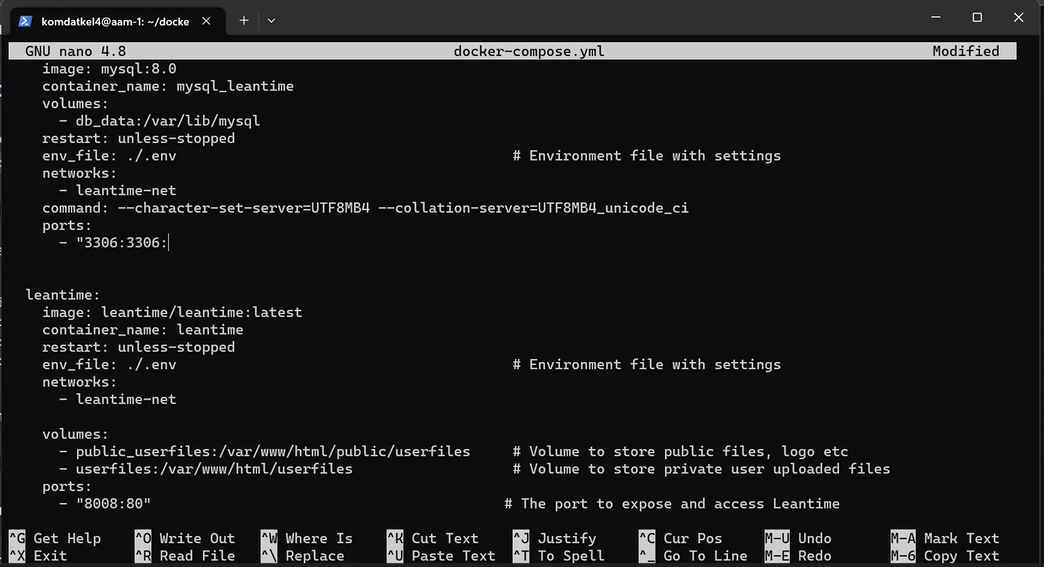 komdatkel4@aam-1: ~/docke
GNU nano 4.8 docker-compose.yml Modified
image: mysql:8.0
container_name: mysql_leantime
volumes:
- db_data:/var/lib/mysql
restart: unless-stopped
env_file: ./.env # Environment file with settings
networks:
- leantime-net
command: --character-set-server=UTF8MB4 --collation-server=UTF8MB4_unicode_ci
ports:
- "3306:3306:
leantime:
image: leantime/leantime:latest
container_name: leantime
restart: unless-stopped
env_file: ./.env # Environment file with settings
networks:
- leantime-net
volumes:
- public_userfiles:/var/www/html/public/userfiles # Volume to store public files, logo etc
- userfiles:/var/www/html/userfiles # Volume to store private user uploaded files
ports:
- "8008:80" # The port to expose and access Leantime
^G Get Help ^O Write Out ^W Where Is ^K Cut Text ^J Justify ^C Cur Pos M-U Undo M-A Mark Text
^X Exit ^R Read File ^\ Replace ^U Paste Text ^T To Spell ^_ Go To Line M-E Redo M-6 Copy Text